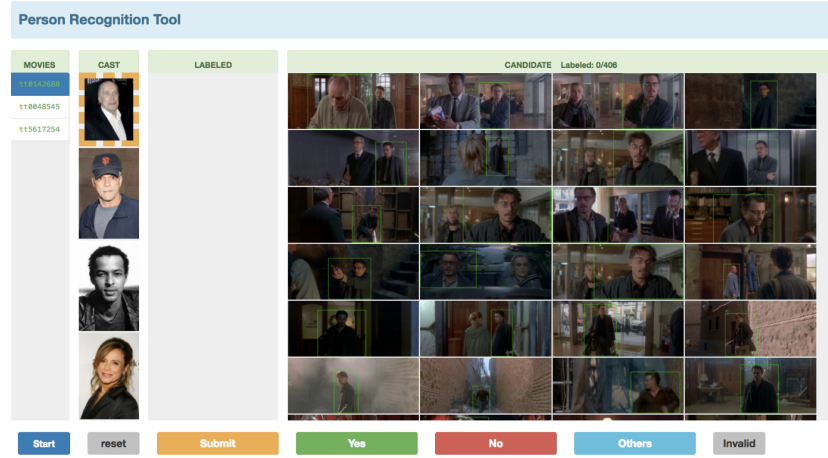 Person Recognition Tool
MOVIES
CAST
LABELED
CANDIDATE Labeled: 0/406
tt0142688
tt0048545
tt5617254
Start
reset
Submit
Yes
No
Others
Invalid